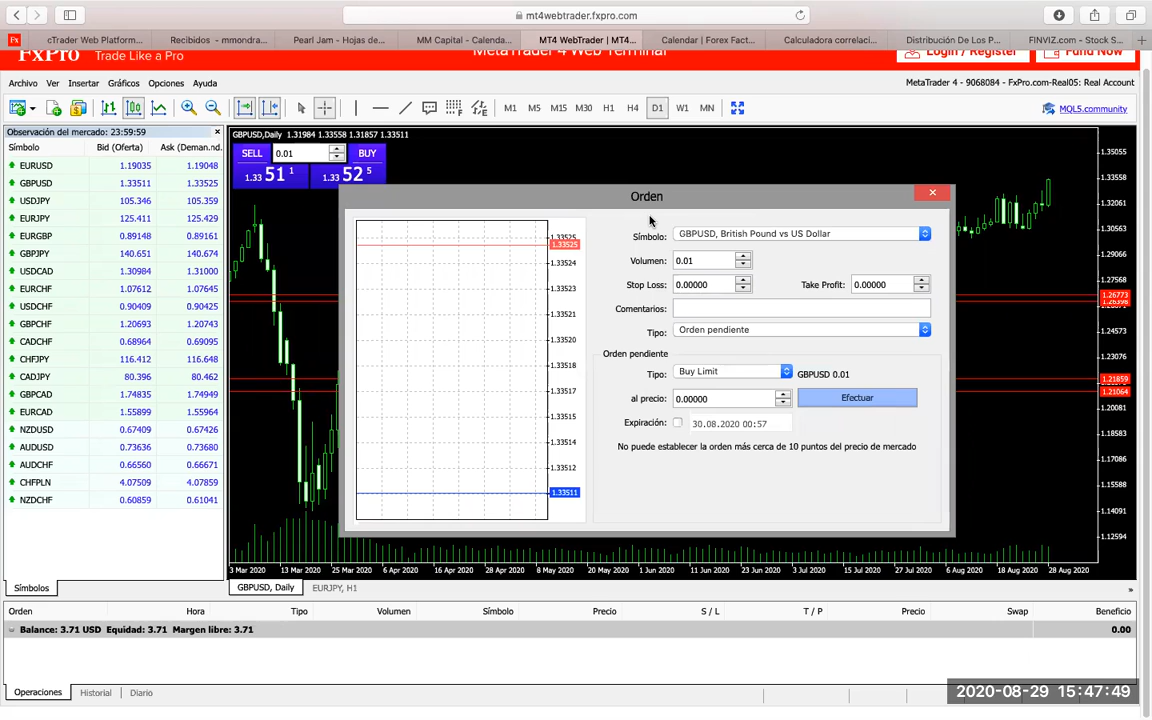 mt4webtrader.fxpro.com
Fx
cTrader Web Platform...
Recibidos - mmondra...
Pearl Jam - Hojas de...
MM Capital - Calenda...
MT4 WebTrader | MT4...
Calendar | Forex Fact...
Calculadora correlaci...
Distribución De Los P...
FINVIZ.com - Stock S...
FxPro Trade Like a Pro
MetaTrader 4 Web Terminal
Login / Register
Fund Now
Archivo Ver Insertar Gráficos Opciones Ayuda
MetaTrader 4 - 9068084 - FxPro.com-Real05: Real Account
M1 M5 M15 M30 H1 H4 D1 W1 MN
MQL5.community
Observación del mercado: 23:59:59
Símbolo Bid (Oferta) Ask (Deman.nd.
EURUSD 1.19035 1.19048
GBPUSD 1.33511 1.33525
USDJPY 105.346 105.359
EURJPY 125.411 125.429
EURGBP 0.89148 0.89161
GBPJPY 140.651 140.674
USDCAD 1.30984 1.31000
EURCHF 1.07612 1.07645
USDCHF 0.90409 0.90425
GBPCHF 1.20693 1.20743
CADCHF 0.68964 0.69095
CHFJPY 116.412 116.648
CADJPY 80.396 80.462
GBPCAD 1.74835 1.74949
EURCAD 1.55899 1.55964
NZDUSD 0.67409 0.67426
AUDUSD 0.73636 0.73680
AUDCHF 0.66560 0.66671
CHFPLN 4.07509 4.07859
NZDCHF 0.60859 0.61041
Símbolos
GBPUSD,Daily 1.31984 1.33558 1.31857 1.33511
SELL 0.01 BUY
1.33 51 1 1.33 52 5
1.35055
1.33558
1.32060
1.30563
1.29066
1.27568
1.26773
1.26396
1.24573
1.23076
1.21859
1.21064
1.20081
1.18583
1.17086
1.15588
1.14091
1.12594
Orden
1.33525
1.33525
1.33524
1.33523
1.33521
1.33520
1.33518
1.33517
1.33515
1.33514
1.33512
1.33511
Símbolo: GBPUSD, British Pound vs US Dollar
Volumen: 0.01
Stop Loss: 0.00000 Take Profit: 0.00000
Comentarios:
Tipo: Orden pendiente
Orden pendiente
Tipo: Buy Limit GBPUSD 0.01
al precio: 0.00000 Efectuar
Expiración: 30.08.2020 00:57
No puede establecer la orden más cerca de 10 puntos del precio de mercado
3 Mar 2020 13 Mar 2020 25 Mar 2020 6 Apr 2020 16 Apr 2020 28 Apr 2020 8 May 2020 20 May 2020 1 Jun 2020 11 Jun 2020 23 Jun 2020 3 Jul 2020 15 Jul 2020 27 Jul 2020 6 Aug 2020 18 Aug 2020 28 Aug 2020
GBPUSD, Daily EURJPY, H1
Orden Hora Tipo Volumen Símbolo Precio S / L T / P Precio Swap Beneficio
Balance: 3.71 USD Equidad: 3.71 Margen libre: 3.71 0.00
Operaciones Historial Diario
2020-08-29 15:47:49